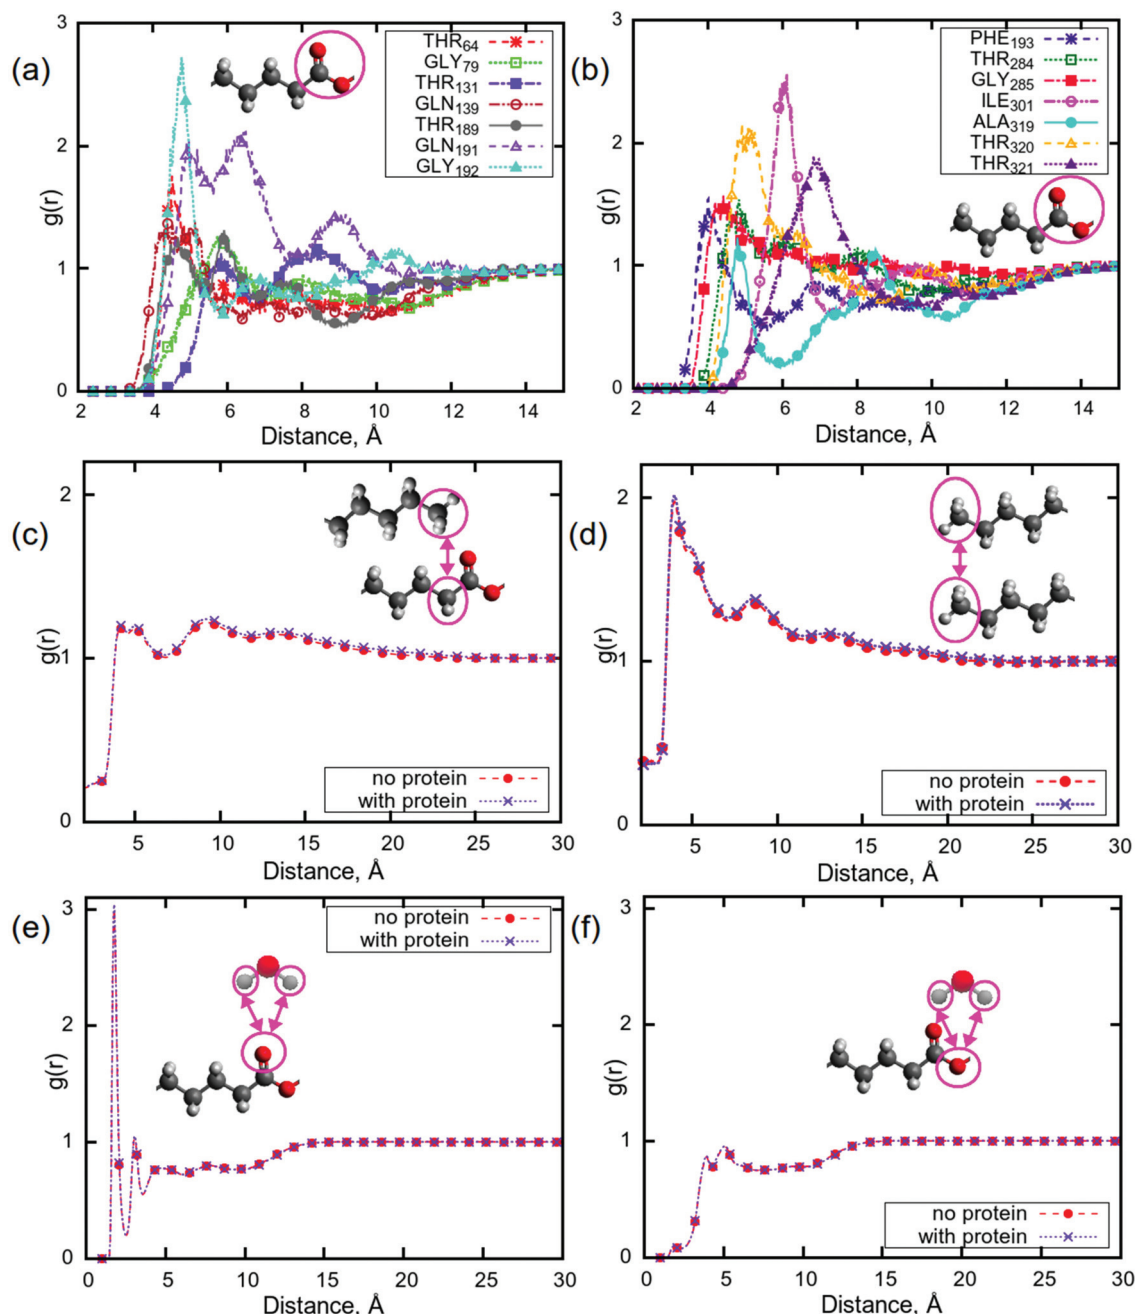 (a)
3
2
1
0
g(r)
THR64
GLY79
THR131
GLN139
THR189
GLN191
GLY192
2 4 6 8 10 12 14
Distance, Å
(b)
3
2
1
0
g(r)
PHE193
THR284
GLY285
ILE301
ALA319
THR320
THR321
2 4 6 8 10 12 14
Distance, Å
(c)
2
1
0
g(r)
no protein
with protein
5 10 15 20 25 30
Distance, Å
(d)
2
1
0
g(r)
no protein
with protein
5 10 15 20 25 30
Distance, Å
(e)
3
2
1
0
g(r)
no protein
with protein
0 5 10 15 20 25 30
Distance, Å
(f)
3
2
1
0
g(r)
no protein
with protein
0 5 10 15 20 25 30
Distance, Å